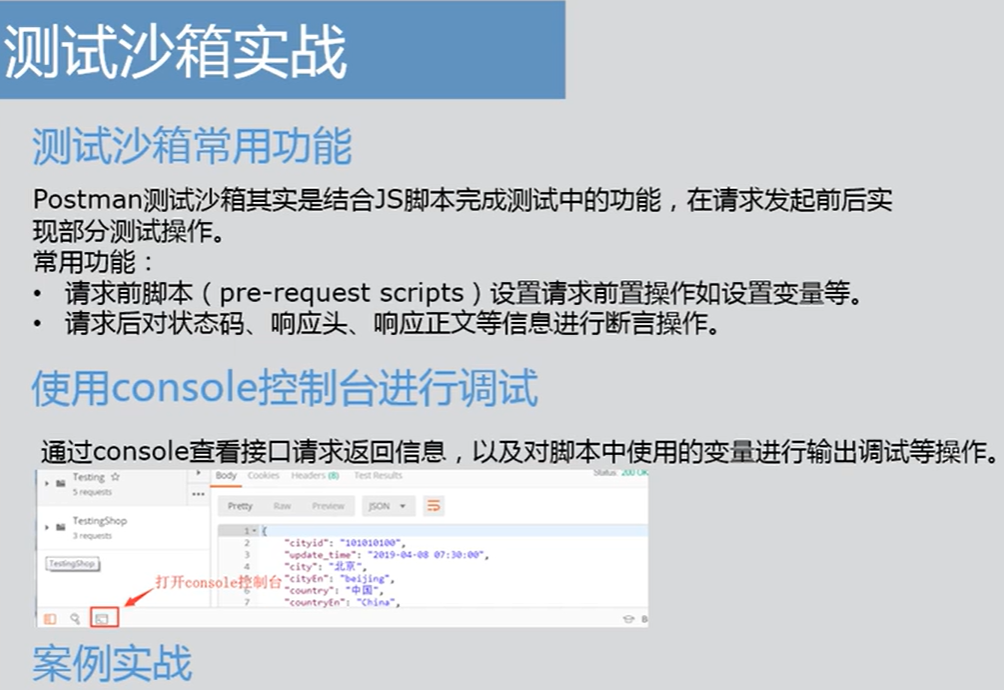 测试沙箱实战
测试沙箱常用功能
Postman测试沙箱其实是结合JS脚本完成测试中的功能，在请求发起前后实
现部分测试操作。
常用功能：
• 请求前脚本（pre-request scripts）设置请求前置操作如设置变量等。
• 请求后对状态码、响应头、响应正文等信息进行断言操作。
使用console控制台进行调试
通过console查看接口请求返回信息，以及对脚本中使用的变量进行输出调试等操作。
Testing
5 requests
TestingShop
3 requests
TestingShop
打开console控制台
Body Cookies Headers (8) Test Results Status: 200 OK
Pretty Raw Preview JSON
1 {
2 "cityid": "101010100",
3 "update_time": "2019-04-08 07:30:00",
4 "city": "北京",
5 "cityEn": "beijing",
6 "country": "中国",
7 "countryEn": "China",
案例实战